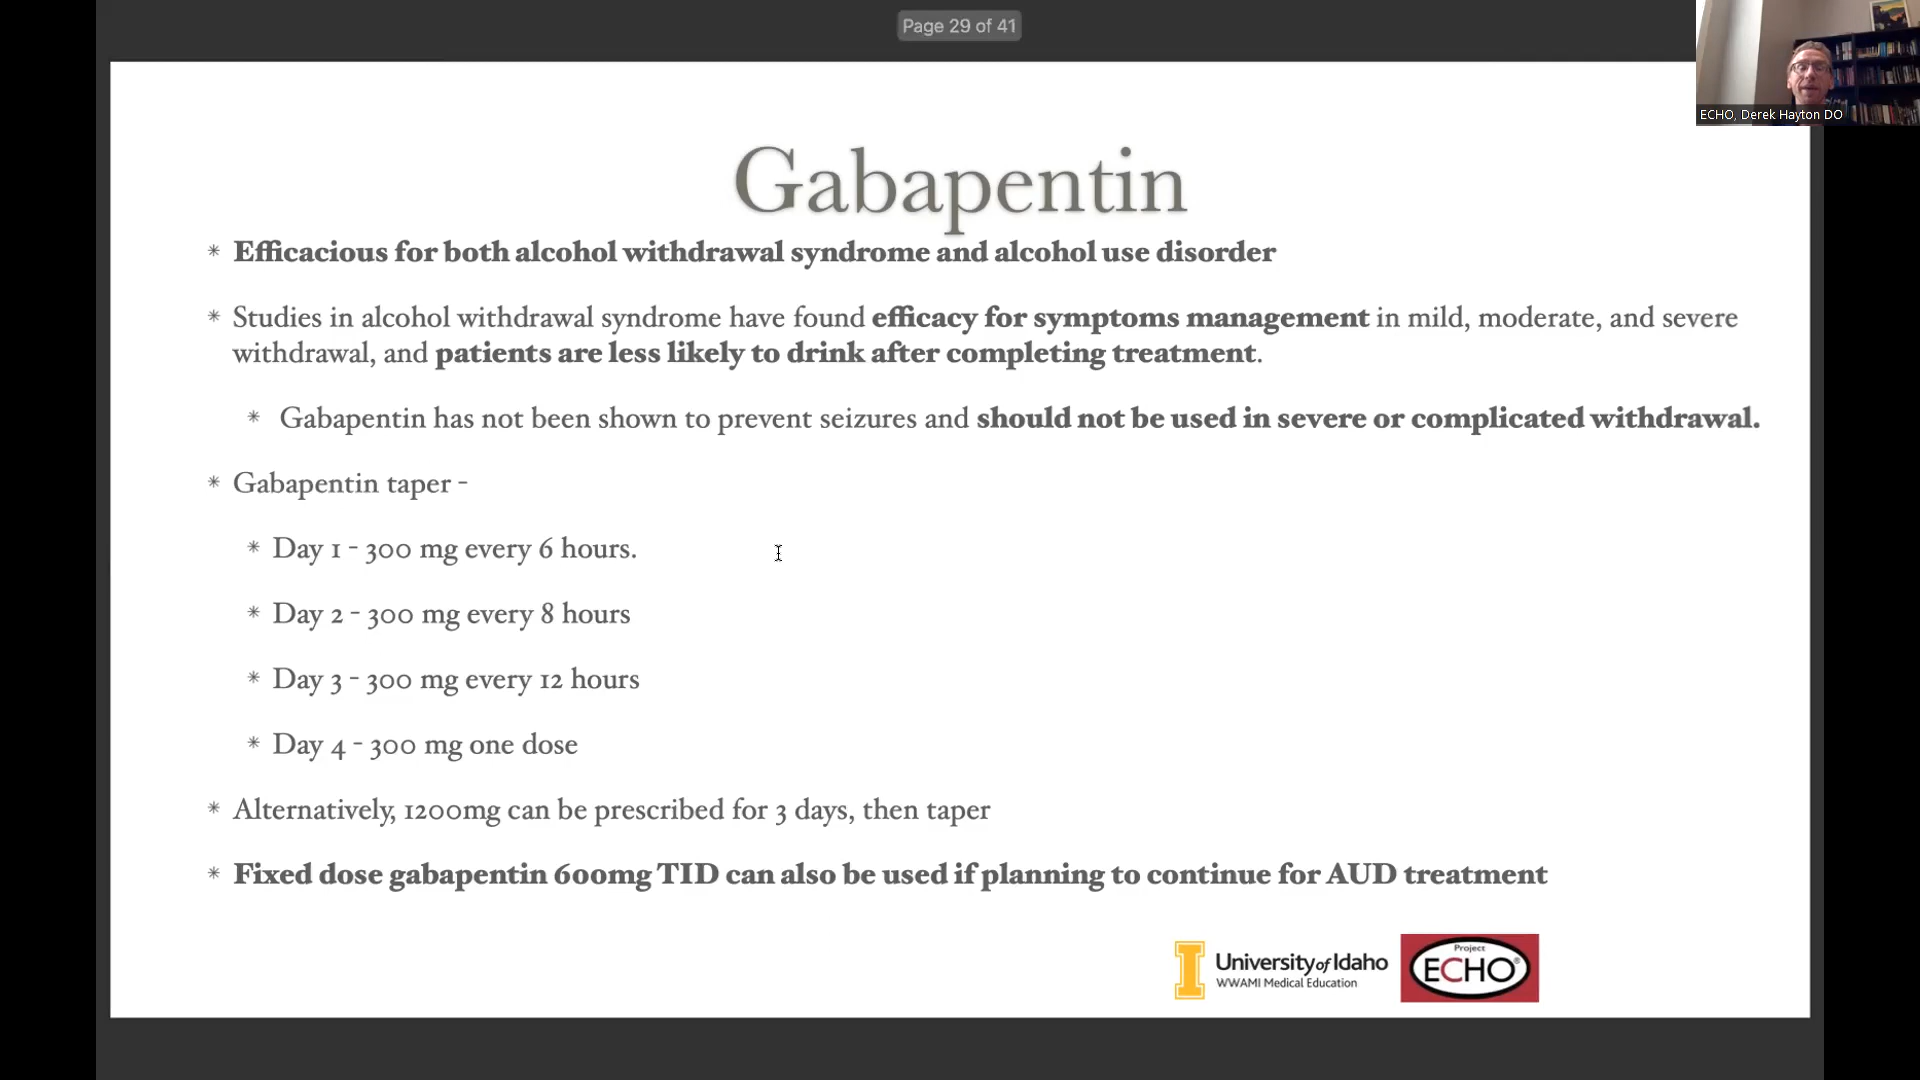 Page 29 of 41
ECHO, Derek Hayton DO
Gabapentin
* Efficacious for both alcohol withdrawal syndrome and alcohol use disorder
* Studies in alcohol withdrawal syndrome have found efficacy for symptoms management in mild, moderate, and severe
withdrawal, and patients are less likely to drink after completing treatment.
* Gabapentin has not been shown to prevent seizures and should not be used in severe or complicated withdrawal.
* Gabapentin taper -
* Day 1 - 300 mg every 6 hours.
* Day 2 - 300 mg every 8 hours
* Day 3 - 300 mg every 12 hours
* Day 4 - 300 mg one dose
* Alternatively, 1200mg can be prescribed for 3 days, then taper
* Fixed dose gabapentin 600mg TID can also be used if planning to continue for AUD treatment
University of Idaho
WWAMI Medical Education
Project
ECHO®